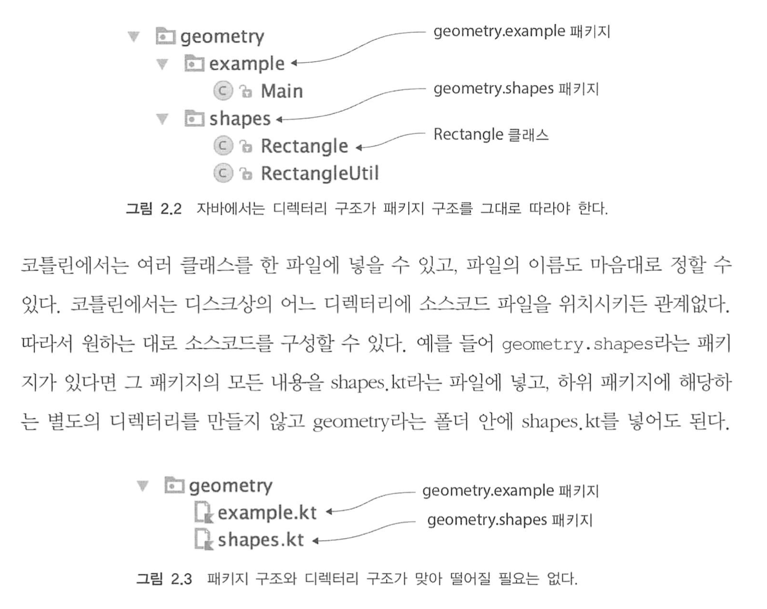 geometry
geometry.example 패키지
example
Main
geometry.shapes 패키지
shapes
Rectangle 클래스
Rectangle
RectangleUtil
그림 2.2 자바에서는 디렉터리 구조가 패키지 구조를 그대로 따라야 한다.
코틀린에서는 여러 클래스를 한 파일에 넣을 수 있고, 파일의 이름도 마음대로 정할 수
있다. 코틀린에서는 디스크상의 어느 디렉터리에 소스코드 파일을 위치시키든 관계없다.
따라서 원하는 대로 소스코드를 구성할 수 있다. 예를 들어 geometry.shapes라는 패키
지가 있다면 그 패키지의 모든 내용을 shapes.kt라는 파일에 넣고, 하위 패키지에 해당하
는 별도의 디렉터리를 만들지 않고 geometry라는 폴더 안에 shapes.kt를 넣어도 된다.
geometry
geometry.example 패키지
example.kt
geometry.shapes 패키지
shapes.kt
그림 2.3 패키지 구조와 디렉터리 구조가 맞아 떨어질 필요는 없다.